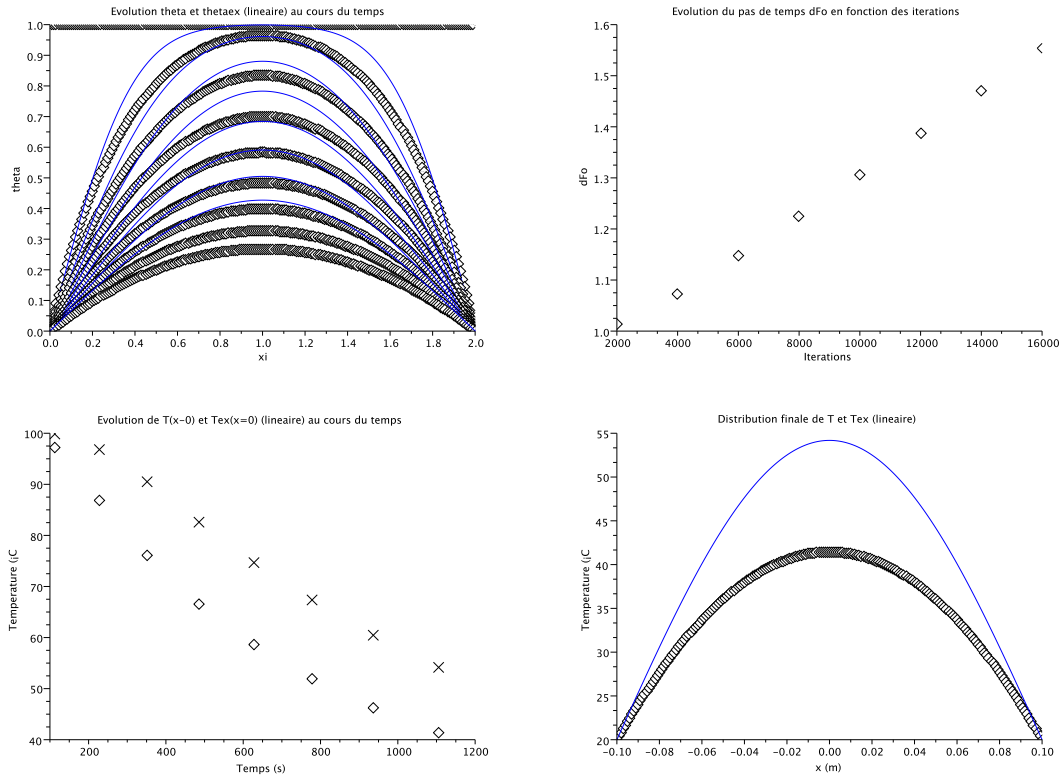 Evolution theta et thetaex (lineaire) au cours du temps
1.0
0.9
0.8
0.7
0.6
0.5
0.4
0.3
0.2
0.1
0.0
theta
0.0 0.2 0.4 0.6 0.8 1.0 1.2 1.4 1.6 1.8 2.0
xi
Evolution du pas de temps dFo en fonction des iterations
1.6
1.5
1.4
1.3
1.2
1.1
1.0
dFo
2000 4000 6000 8000 10000 12000 14000 16000
Iterations
Evolution de T(x-0) et Tex(x=0) (lineaire) au cours du temps
100
90
80
70
60
50
40
Temperature (¡C
200 400 600 800 1000 1200
Temps (s)
Distribution finale de T et Tex (lineaire)
55
50
45
40
35
30
25
20
Temperature (¡C
−0.10 −0.08 −0.06 −0.04 −0.02 0.00 0.02 0.04 0.06 0.08 0.10
x (m)